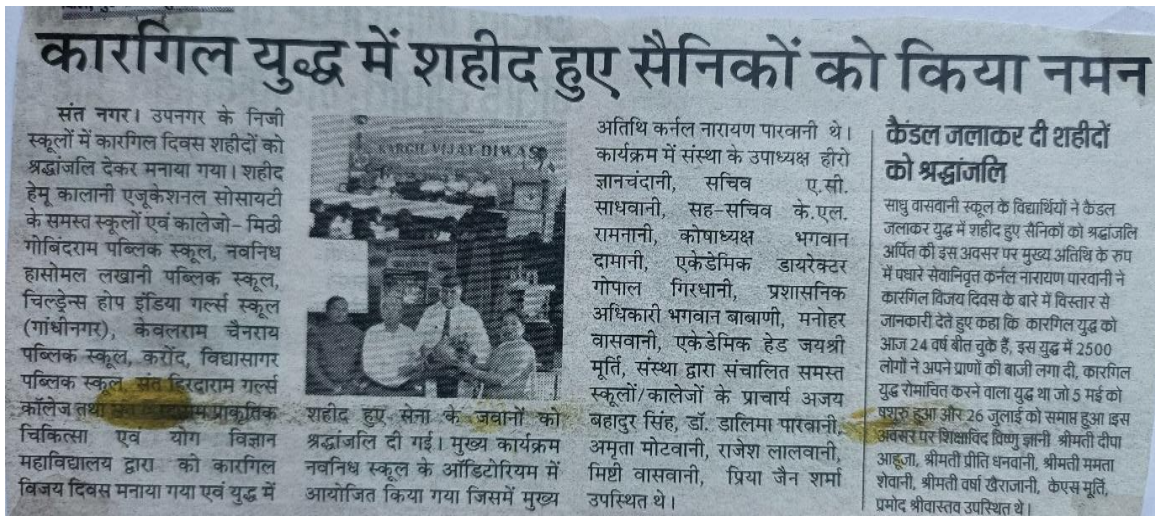 कारगिल युद्ध में शहीद हुए सैनिकों को किया नमन
संत नगर। उपनगर के निजी
स्कूलों में कारगिल दिवस शहीदों को
श्रद्धांजलि देकर मनाया गया। शहीद
हेमू कालानी एजूकेशनल सोसायटी
के समस्त स्कूलों एवं कालेजो- मिठी
गोबिंदराम पब्लिक स्कूल, नवनिध
हासोमल लखानी पब्लिक स्कूल,
चिल्ड्रेन्स होप इंडिया गर्ल्स स्कूल
(गांधीनगर), केवलराम चैनराय
पब्लिक स्कूल, करोंद, विद्यासागर
पब्लिक स्कूल, संत हिरदाराम गर्ल्स
कॉलेज तथा प्राकृतिक
चिकित्सा एवं योग विज्ञान
महाविद्यालय द्वारा को कारगिल
विजय दिवस मनाया गया एवं युद्ध में
KARGIL VIJAY DIWAS
शहीद हुए सेना के जवानों को
श्रद्धांजलि दी गई। मुख्य कार्यक्रम
नवनिध स्कूल के ऑडिटोरियम में
आयोजित किया गया जिसमें मुख्य
अतिथि कर्नल नारायण पारवानी थे।
कार्यक्रम में संस्था के उपाध्यक्ष हीरो
ज्ञानचंदानी, सचिव ए.सी.
साधवानी, सह-सचिव के.एल.
रामनानी, कोषाध्यक्ष भगवान
दामानी, एकेडेमिक डायरेक्टर
गोपाल गिरधानी, प्रशासनिक
अधिकारी भगवान बाबाणी, मनोहर
वासवानी, एकेडेमिक हेड जयश्री
मूर्ति, संस्था द्वारा संचालित समस्त
स्कूलों/कालेजों के प्राचार्य अजय
बहादुर सिंह, डॉ. डालिमा पारवानी,
अमृता मोटवानी, राजेश लालवानी,
मिष्टी वासवानी, प्रिया जैन शर्मा
उपस्थित थे।
कैंडल जलाकर दी शहीदों
को श्रद्धांजलि
साधु वासवानी स्कूल के विद्यार्थियों ने कैडल
जलाकर युद्ध में शहीद हुए सैनिकों को श्रद्धांजलि
अर्पित की इस अवसर पर मुख्य अतिथि के रुप
में पधारे सेवानिवृत कर्नल नारायण पारवानी ने
कारगिल विजय दिवस के बारे में विस्तार से
जानकारी देते हुए कहा कि कारगिल युद्ध को
आज 24 वर्ष बीत चुके हैं, इस युद्ध में 2500
लोगों ने अपने प्राणों की बाजी लगा दी, कारगिल
युद्ध रोमांचित करने वाला युद्ध था जो 5 मई को
षशुरु हुआ और 26 जुलाई को समाप्त हुआ।इस
अवसर पर शिक्षाविद विष्णु ज्ञानी श्रीमती दीपा
आहूजा, श्रीमती प्रीति धनवानी, श्रीमती ममता
शेवानी, श्रीमती वर्षा खैराजानी, केएस मूर्ति,
प्रमोद श्रीवास्तव उपस्थित थे।